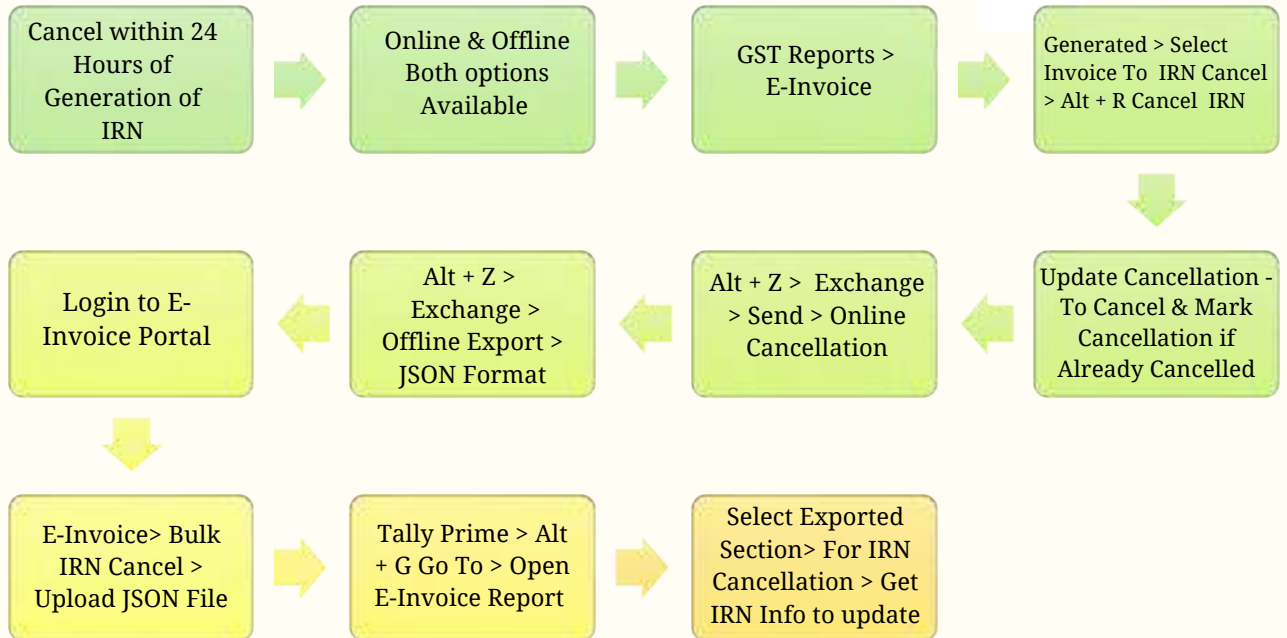 Cancel within 24
Hours of
Generation of
IRN
Online & Offline
Both options
Available
GST Reports >
E-Invoice
Generated > Select
Invoice To IRN Cancel
> Alt + R Cancel IRN
Update Cancellation -
To Cancel & Mark
Cancellation if
Already Cancelled
Alt + Z > Exchange
> Send > Online
Cancellation
Alt + Z >
Exchange >
Offline Export >
JSON Format
Login to E-
Invoice Portal
E-Invoice> Bulk
IRN Cancel >
Upload JSON File
Tally Prime > Alt
+ G Go To > Open
E-Invoice Report
Select Exported
Section> For IRN
Cancellation > Get
IRN Info to update